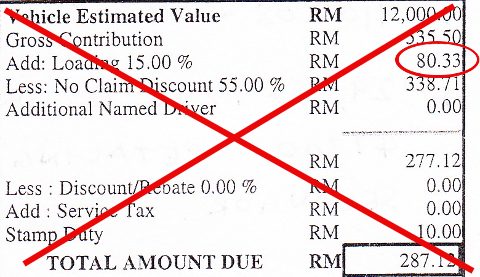 Vehicle Estimated Value RM 12,000.00
Gross Contribution RM 535.50
Add: Loading 15.00 % RM 80.33
Less: No Claim Discount 55.00 % RM 338.71
Additional Named Driver RM 0.00
RM 277.12
Less : Discount/Rebate 0.00 % RM 0.00
Add : Service Tax RM 0.00
Stamp Duty RM 10.00
TOTAL AMOUNT DUE RM 287.12